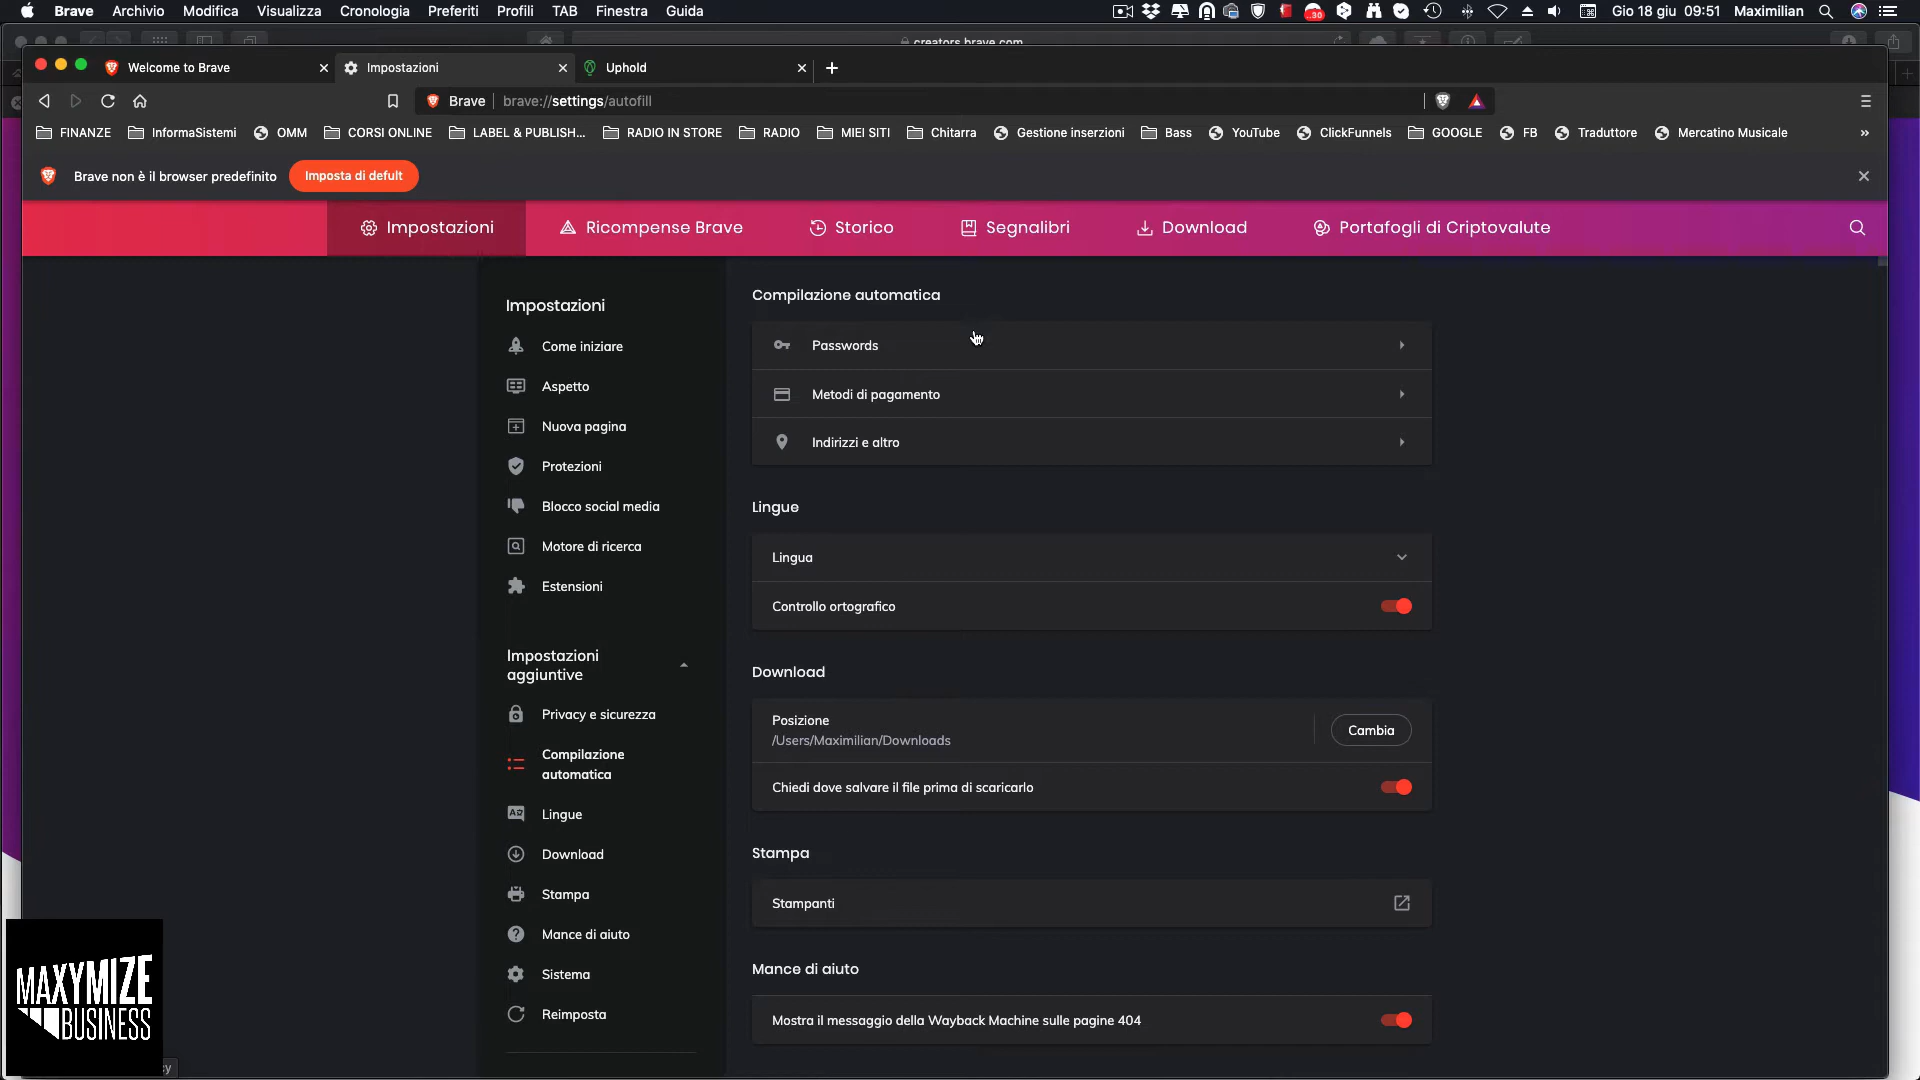 Brave Archivio Modifica Visualizza Cronologia Preferiti Profili TAB Finestra Guida
30
Gio 18 giu 09:51 Maximilian
creators.brave.com
Welcome to Brave
Impostazioni
Uphold
Brave brave://settings/autofill
FINANZE InformaSistemi OMM CORSI ONLINE LABEL & PUBLISH... RADIO IN STORE RADIO MIEI SITI Chitarra Gestione inserzioni Bass YouTube ClickFunnels GOOGLE FB Traduttore Mercatino Musicale »
Brave non è il browser predefinito
Imposta di defult
Impostazioni Ricompense Brave Storico Segnalibri Download Portafogli di Criptovalute
Impostazioni
Come iniziare
Aspetto
Nuova pagina
Protezioni
Blocco social media
Motore di ricerca
Estensioni
Impostazioni
aggiuntive
Privacy e sicurezza
Compilazione
automatica
Lingue
Download
Stampa
Mance di aiuto
Sistema
Reimposta
Compilazione automatica
Passwords
Metodi di pagamento
Indirizzi e altro
Lingue
Lingua
Controllo ortografico
Download
Posizione
/Users/Maximilian/Downloads
Cambia
Chiedi dove salvare il file prima di scaricarlo
Stampa
Stampanti
Mance di aiuto
Mostra il messaggio della Wayback Machine sulle pagine 404
MAXYMIZE
BUSINESS